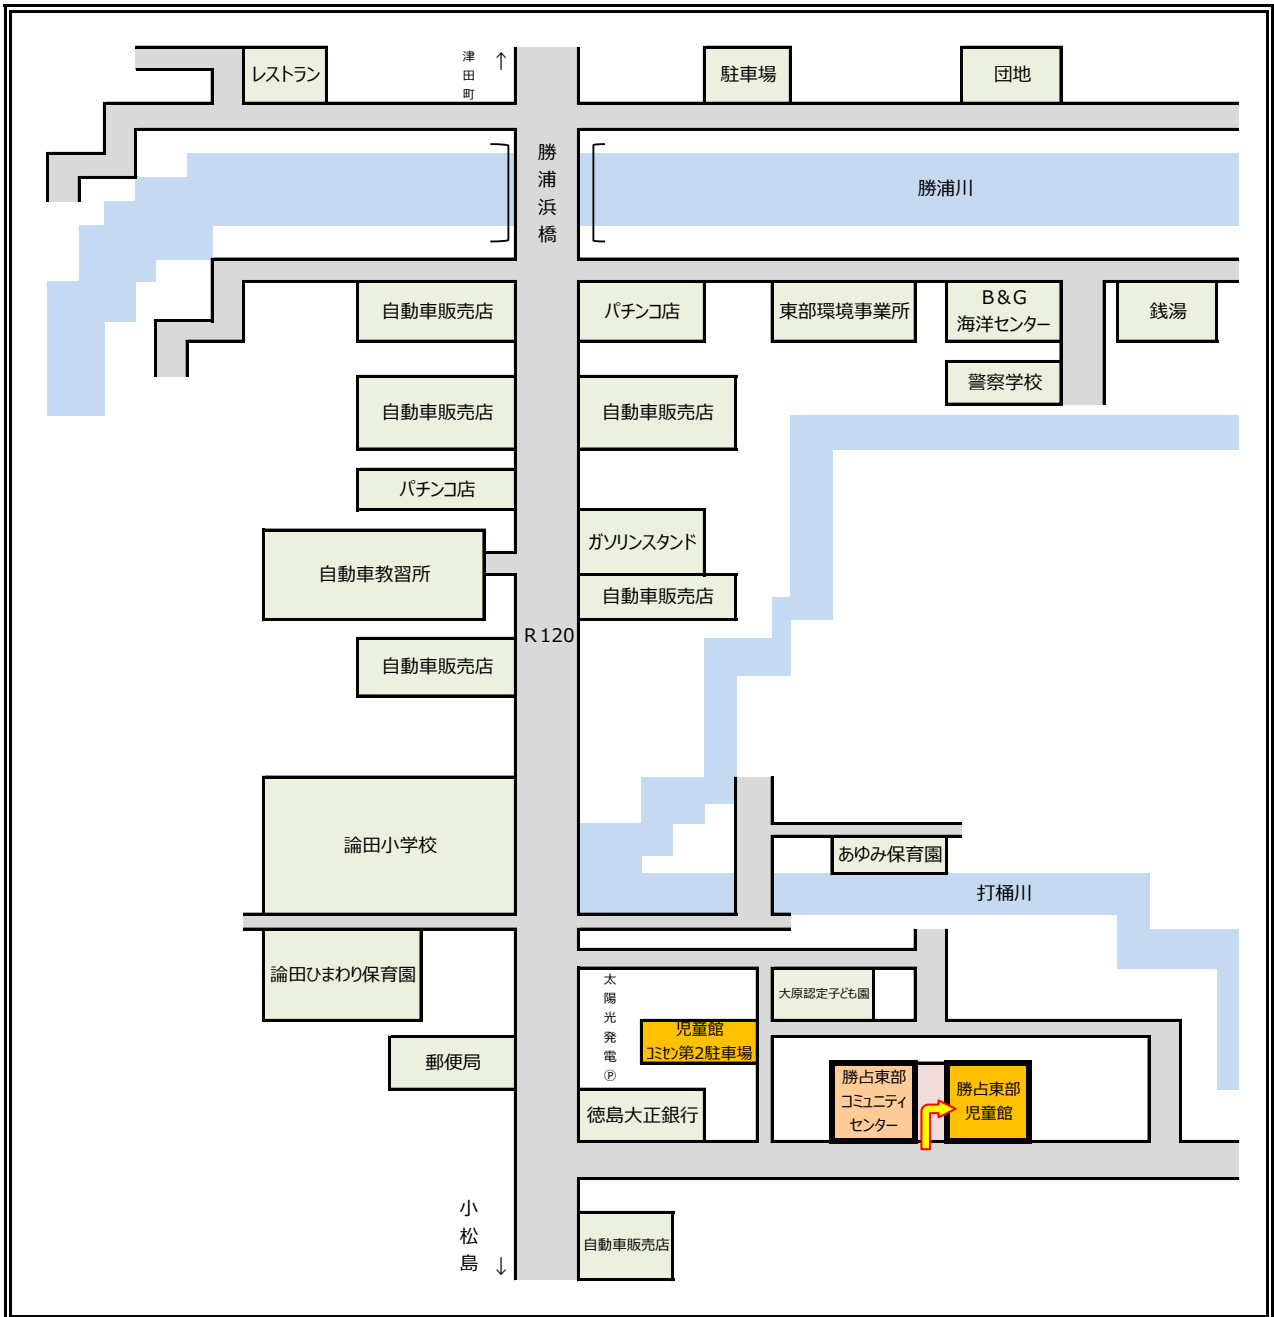 津田町
↑
レストラン
駐車場
団地
勝浦浜橋
勝浦川
自動車販売店
パチンコ店
東部環境事業所
B&G
海洋センター
銭湯
警察学校
自動車販売店
自動車販売店
パチンコ店
ガソリンスタンド
自動車教習所
自動車販売店
R120
自動車販売店
論田小学校
あゆみ保育園
打桶川
論田ひまわり保育園
太陽光発電Ⓟ
大原認定子ども園
児童館
コミセン第2駐車場
郵便局
勝占東部
コミュニティ
センター
勝占東部
児童館
徳島大正銀行
小松島
↓
自動車販売店